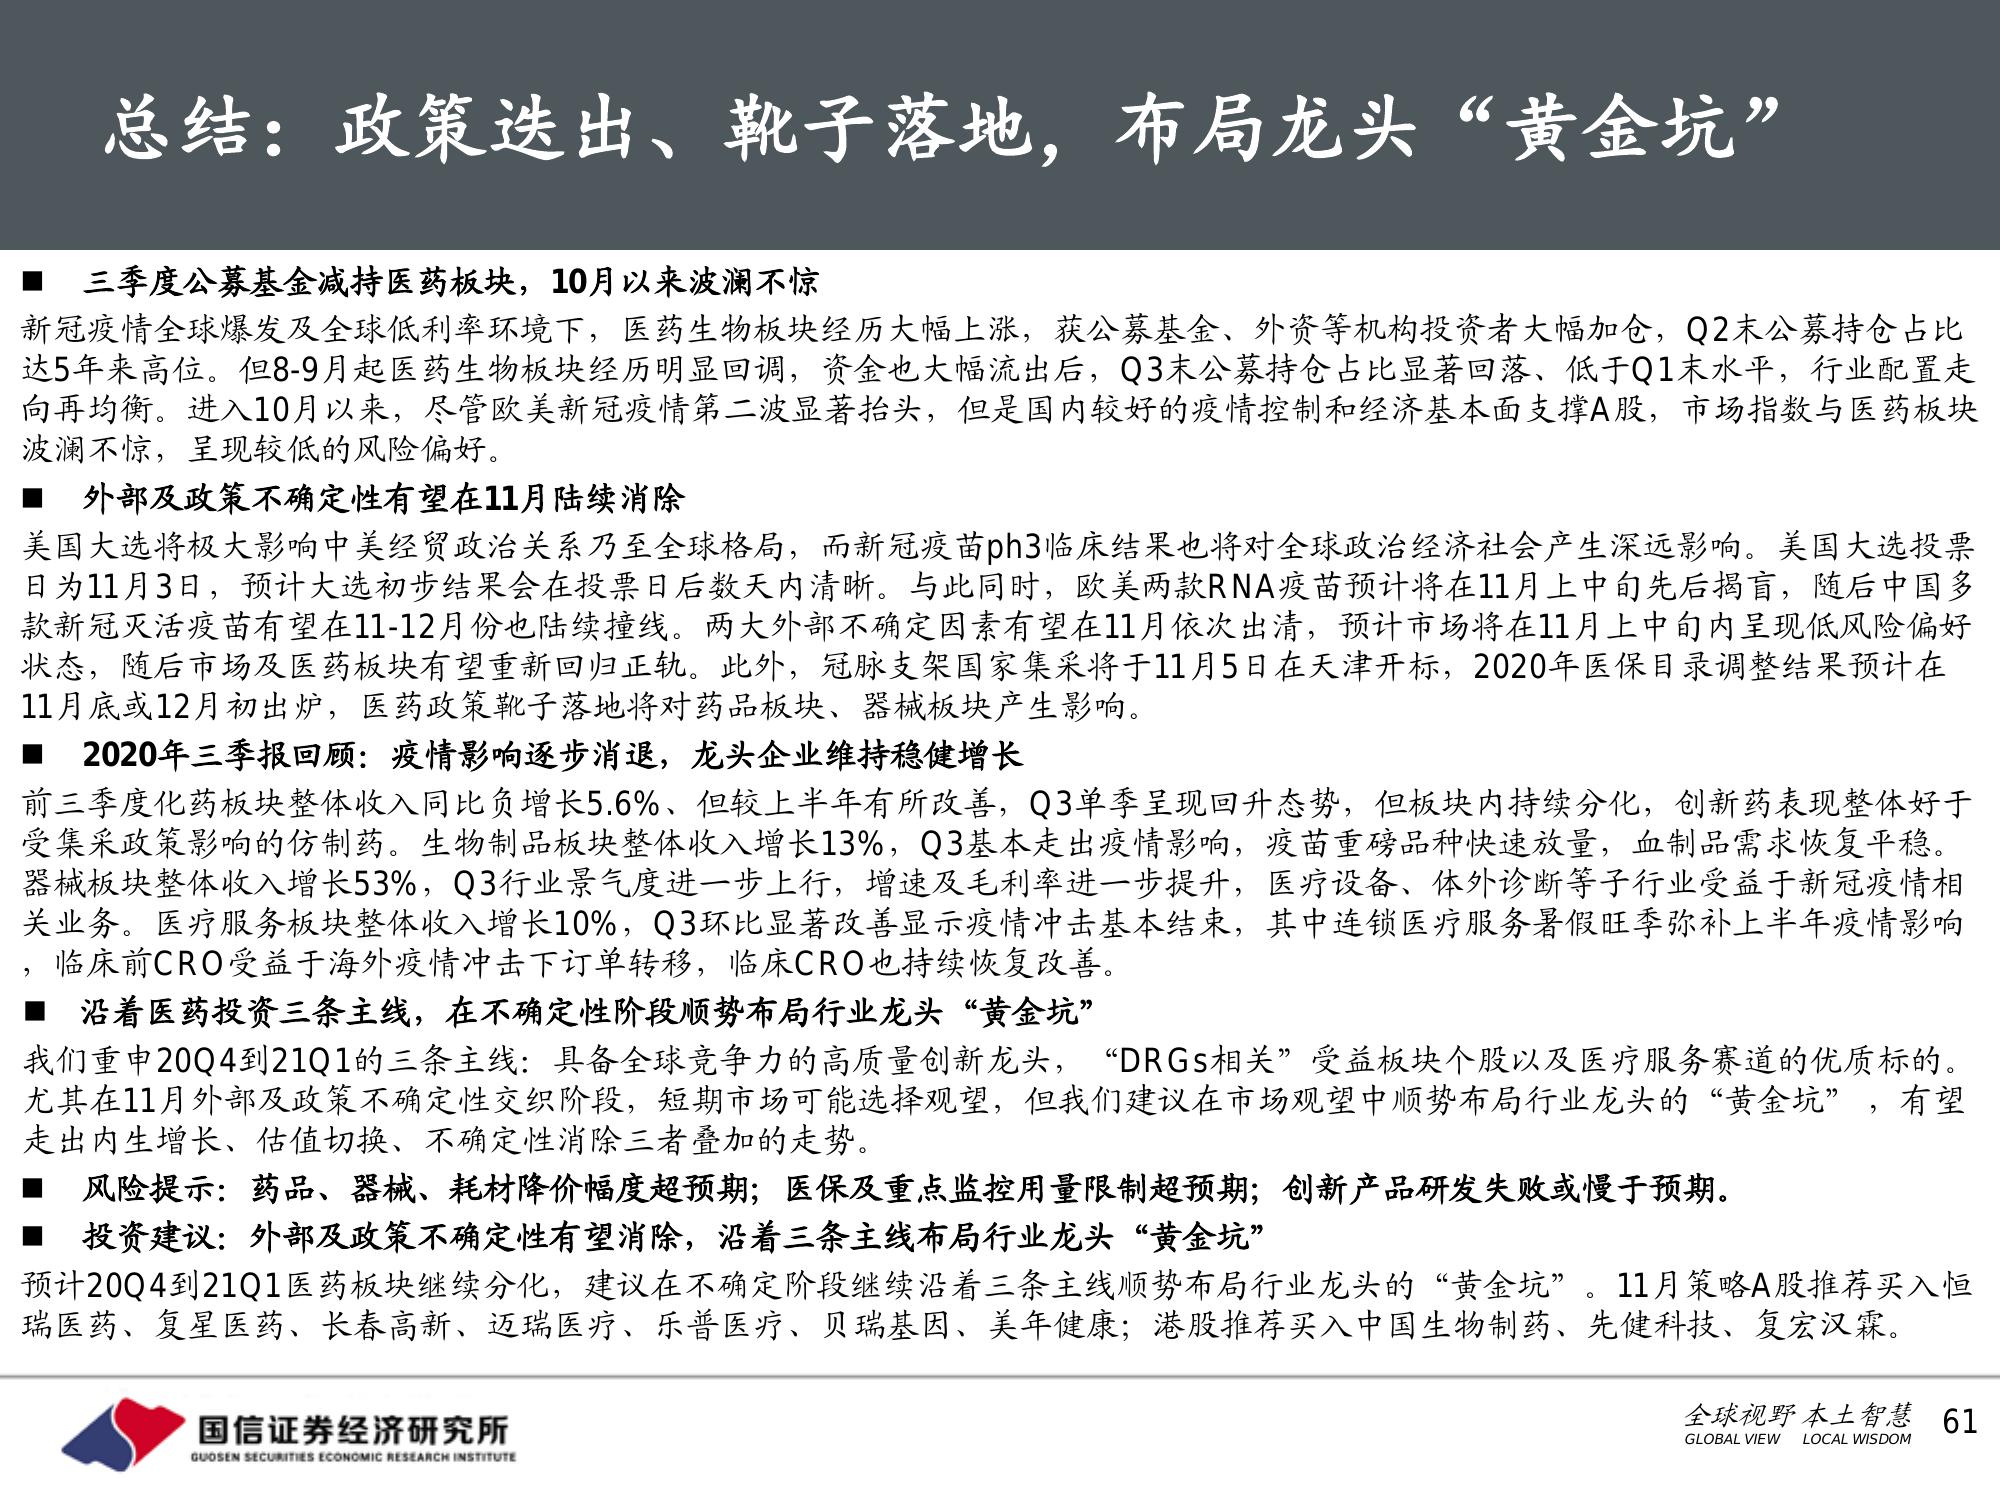 总结：政策迭出、靴子落地，布局龙头“黄金坑”
■ 三季度公募基金减持医药板块，10月以来波澜不惊
新冠疫情全球爆发及全球低利率环境下，医药生物板块经历大幅上涨，获公募基金、外资等机构投资者大幅加仓，Q2末公募持仓占比
达5年来高位。但8-9月起医药生物板块经历明显回调，资金也大幅流出后，Q3末公募持仓占比显著回落、低于Q1末水平，行业配置走
向再均衡。进入10月以来，尽管欧美新冠疫情第二波显著抬头，但是国内较好的疫情控制和经济基本面支撑A股，市场指数与医药板块
波澜不惊，呈现较低的风险偏好。
■ 外部及政策不确定性有望在11月陆续消除
美国大选将极大影响中美经贸政治关系乃至全球格局，而新冠疫苗ph3临床结果也将对全球政治经济社会产生深远影响。美国大选投票
日为11月3日，预计大选初步结果会在投票日后数天内清晰。与此同时，欧美两款RNA疫苗预计将在11月上中旬先后揭盲，随后中国多
款新冠灭活疫苗有望在11-12月份也陆续撞线。两大外部不确定因素有望在11月依次出清，预计市场将在11月上中旬内呈现低风险偏好
状态，随后市场及医药板块有望重新回归正轨。此外，冠脉支架国家集采将于11月5日在天津开标，2020年医保目录调整结果预计在
11月底或12月初出炉，医药政策靴子落地将对药品板块、器械板块产生影响。
■ 2020年三季报回顾：疫情影响逐步消退，龙头企业维持稳健增长
前三季度化药板块整体收入同比负增长5.6%、但较上半年有所改善，Q3单季呈现回升态势，但板块内持续分化，创新药表现整体好于
受集采政策影响的仿制药。生物制品板块整体收入增长13%，Q3基本走出疫情影响，疫苗重磅品种快速放量，血制品需求恢复平稳。
器械板块整体收入增长53%，Q3行业景气度进一步上行，增速及毛利率进一步提升，医疗设备、体外诊断等子行业受益于新冠疫情相
关业务。医疗服务板块整体收入增长10%，Q3环比显著改善显示疫情冲击基本结束，其中连锁医疗服务暑假旺季弥补上半年疫情影响
，临床前CRO受益于海外疫情冲击下订单转移，临床CRO也持续恢复改善。
■ 沿着医药投资三条主线，在不确定性阶段顺势布局行业龙头“黄金坑”
我们重申20Q4到21Q1的三条主线：具备全球竞争力的高质量创新龙头，“DRGs相关”受益板块个股以及医疗服务赛道的优质标的。
尤其在11月外部及政策不确定性交织阶段，短期市场可能选择观望，但我们建议在市场观望中顺势布局行业龙头的“黄金坑” ，有望
走出内生增长、估值切换、不确定性消除三者叠加的走势。
■ 风险提示：药品、器械、耗材降价幅度超预期；医保及重点监控用量限制超预期；创新产品研发失败或慢于预期。
■ 投资建议：外部及政策不确定性有望消除，沿着三条主线布局行业龙头“黄金坑”
预计20Q4到21Q1医药板块继续分化，建议在不确定阶段继续沿着三条主线顺势布局行业龙头的“黄金坑”。11月策略A股推荐买入恒
瑞医药、复星医药、长春高新、迈瑞医疗、乐普医疗、贝瑞基因、美年健康；港股推荐买入中国生物制药、先健科技、复宏汉霖。
国信证券经济研究所
GUOSEN SECURITIES ECONOMIC RESEARCH INSTITUTE
全球视野 本土智慧
GLOBAL VIEW LOCAL WISDOM
61